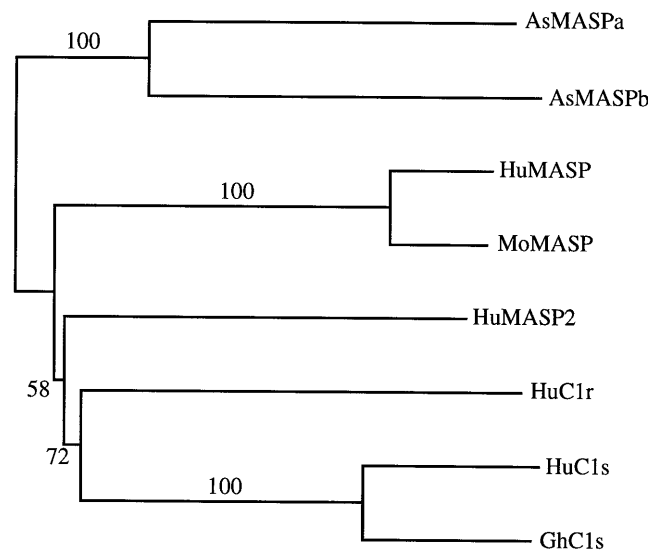 AsMASPa
100
AsMASPb
HuMASP
100
MoMASP
HuMASP2
58
HuC1r
72
HuC1s
100
GhC1s